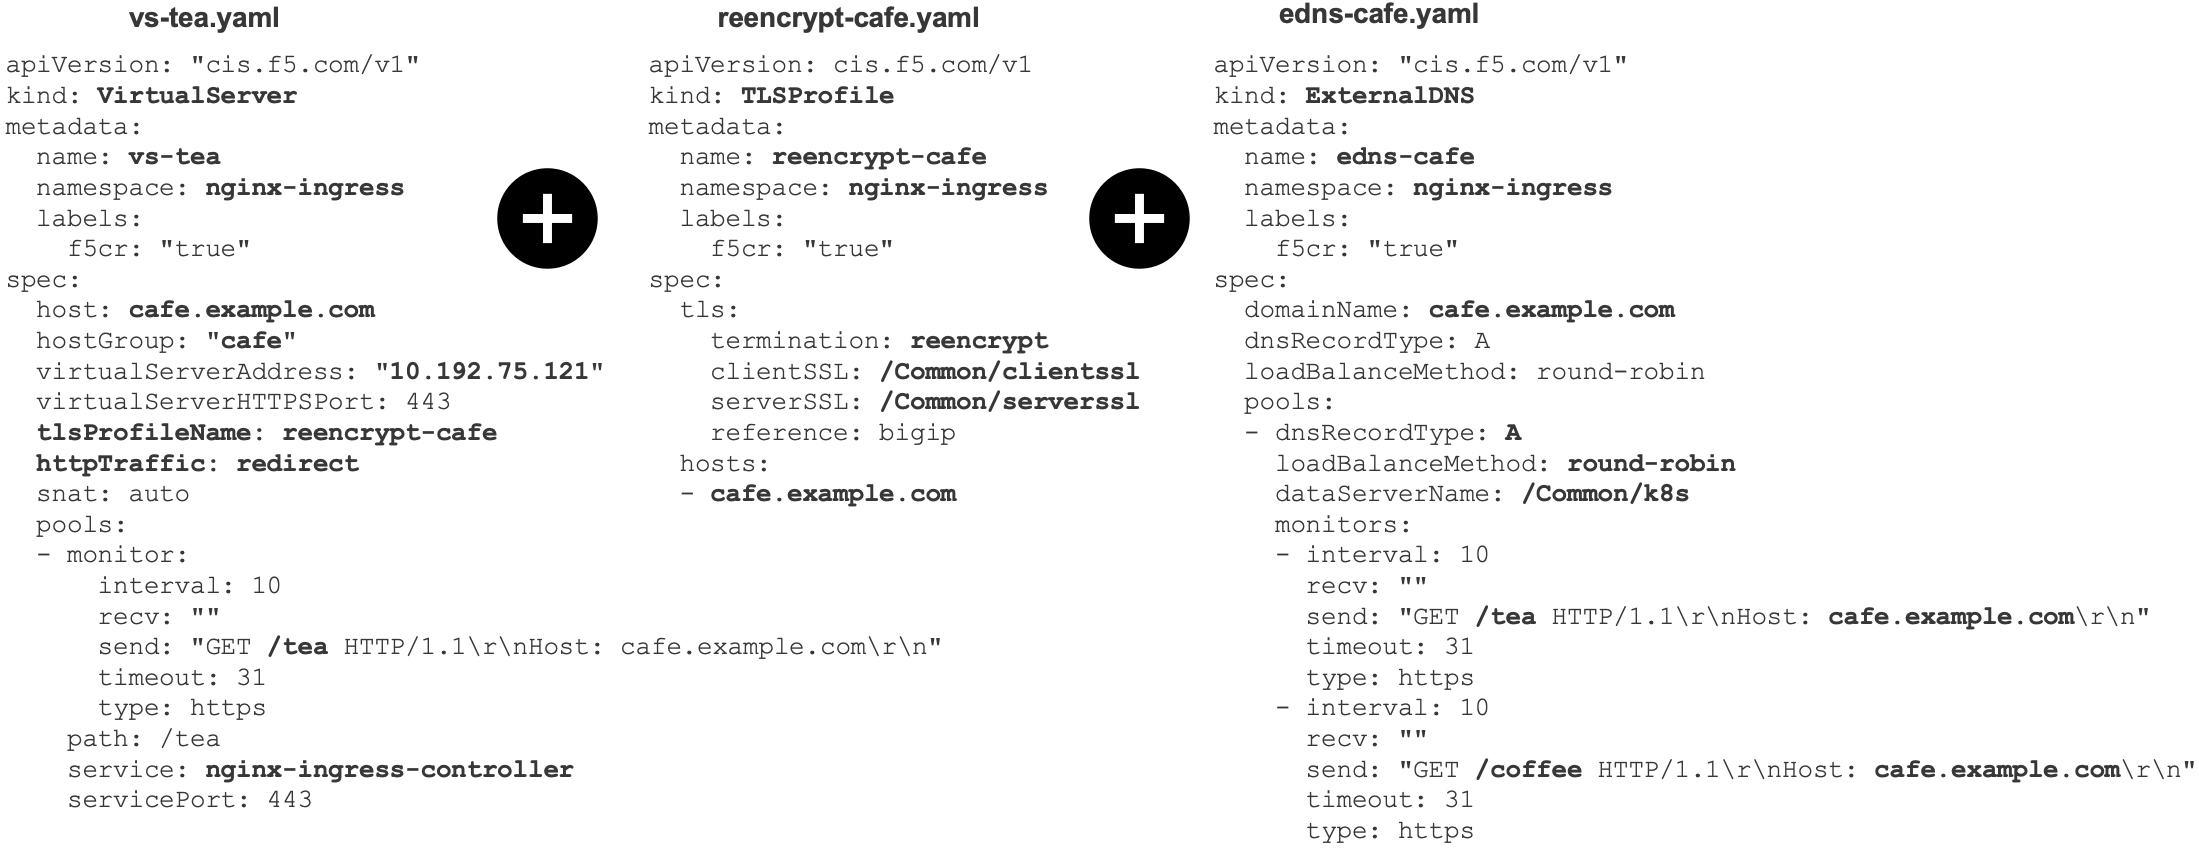 vs-tea.yaml
apiVersion: "cis.f5.com/v1"
kind: VirtualServer
metadata:
  name: vs-tea
  namespace: nginx-ingress
  labels:
    f5cr: "true"
spec:
  host: cafe.example.com
  hostGroup: "cafe"
  virtualServerAddress: "10.192.75.121"
  virtualServerHTTPSPort: 443
  tlsProfileName: reencrypt-cafe
  httpTraffic: redirect
  snat: auto
  pools:
  - monitor:
      interval: 10
      recv: ""
      send: "GET /tea HTTP/1.1\r\nHost: cafe.example.com\r\n"
      timeout: 31
      type: https
    path: /tea
    service: nginx-ingress-controller
    servicePort: 443
reencrypt-cafe.yaml
apiVersion: cis.f5.com/v1
kind: TLSProfile
metadata:
  name: reencrypt-cafe
  namespace: nginx-ingress
  labels:
    f5cr: "true"
spec:
  tls:
    termination: reencrypt
    clientSSL: /Common/clientssl
    serverSSL: /Common/serverssl
    reference: bigip
  hosts:
  - cafe.example.com
edns-cafe.yaml
apiVersion: "cis.f5.com/v1"
kind: ExternalDNS
metadata:
  name: edns-cafe
  namespace: nginx-ingress
  labels:
    f5cr: "true"
spec:
  domainName: cafe.example.com
  dnsRecordType: A
  loadBalanceMethod: round-robin
  pools:
  - dnsRecordType: A
    loadBalanceMethod: round-robin
    dataServerName: /Common/k8s
    monitors:
    - interval: 10
      recv: ""
      send: "GET /tea HTTP/1.1\r\nHost: cafe.example.com\r\n"
      timeout: 31
      type: https
    - interval: 10
      recv: ""
      send: "GET /coffee HTTP/1.1\r\nHost: cafe.example.com\r\n"
      timeout: 31
      type: https